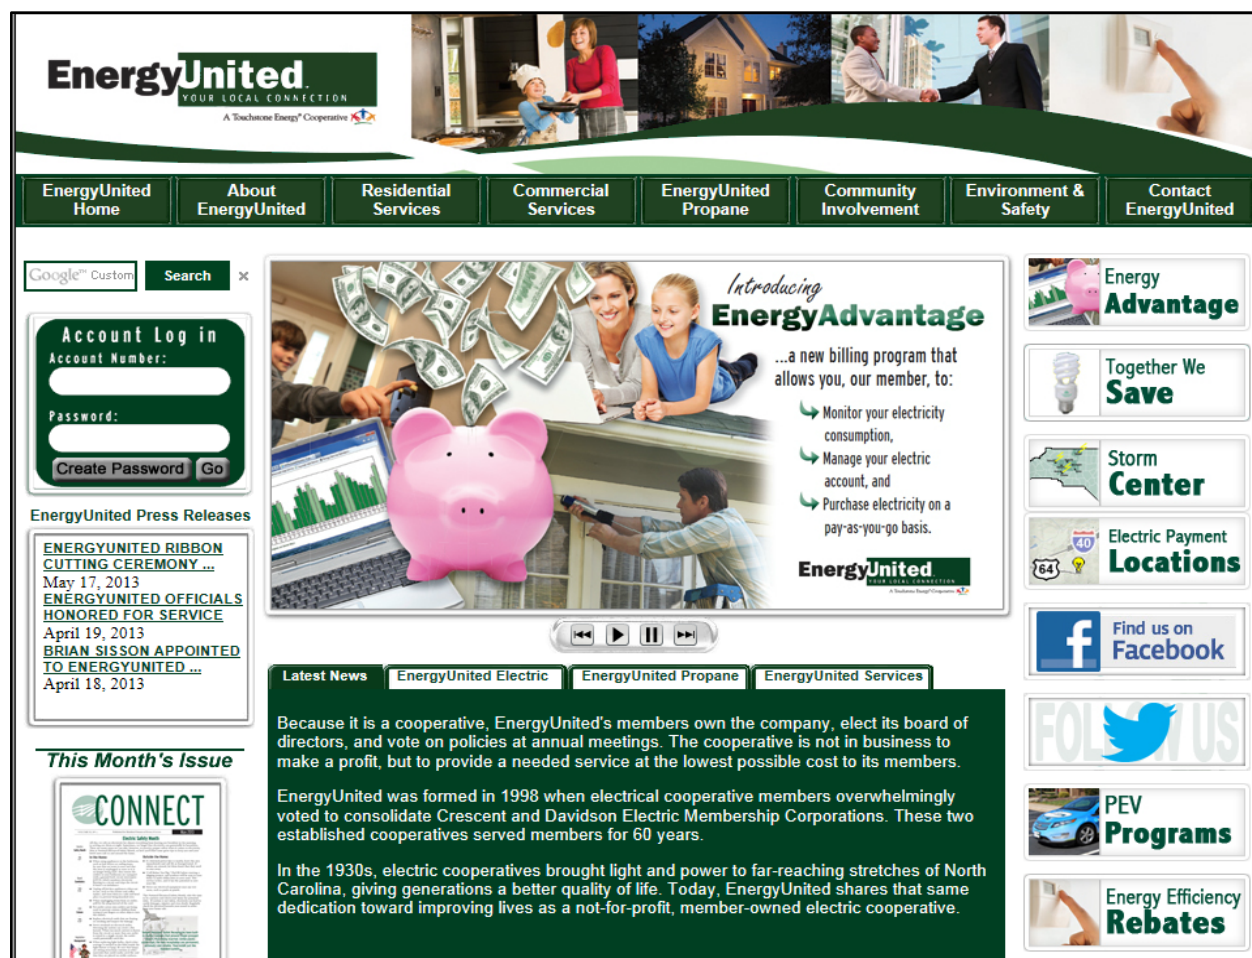 EnergyUnited
YOUR LOCAL CONNECTION
A Touchstone Energy® Cooperative
EnergyUnited
Home
About
EnergyUnited
Residential
Services
Commercial
Services
EnergyUnited
Propane
Community
Involvement
Environment &
Safety
Contact
EnergyUnited
Google™ Custom
Search
×
Account Log in
Account Number:
Password:
Create Password
Go
EnergyUnited Press Releases
ENERGYUNITED RIBBON
CUTTING CEREMONY ...
May 17, 2013
ENERGYUNITED OFFICIALS
HONORED FOR SERVICE
April 19, 2013
BRIAN SISSON APPOINTED
TO ENERGYUNITED ...
April 18, 2013
This Month's Issue
CONNECT
Electric Safety Month
Introducing
EnergyAdvantage
...a new billing program that
allows you, our member, to:
Monitor your electricity
consumption,
Manage your electric
account, and
Purchase electricity on a
pay-as-you-go basis.
EnergyUnited
YOUR LOCAL CONNECTION
A Touchstone Energy® Cooperative
Latest News
EnergyUnited Electric
EnergyUnited Propane
EnergyUnited Services
Because it is a cooperative, EnergyUnited's members own the company, elect its board of
directors, and vote on policies at annual meetings. The cooperative is not in business to
make a profit, but to provide a needed service at the lowest possible cost to its members.
EnergyUnited was formed in 1998 when electrical cooperative members overwhelmingly
voted to consolidate Crescent and Davidson Electric Membership Corporations. These two
established cooperatives served members for 60 years.
In the 1930s, electric cooperatives brought light and power to far-reaching stretches of North
Carolina, giving generations a better quality of life. Today, EnergyUnited shares that same
dedication toward improving lives as a not-for-profit, member-owned electric cooperative.
Energy
Advantage
Together We
Save
Storm
Center
40
64
Electric Payment
Locations
f
Find us on
Facebook
FOLLOW US
PEV
Programs
Energy Efficiency
Rebates